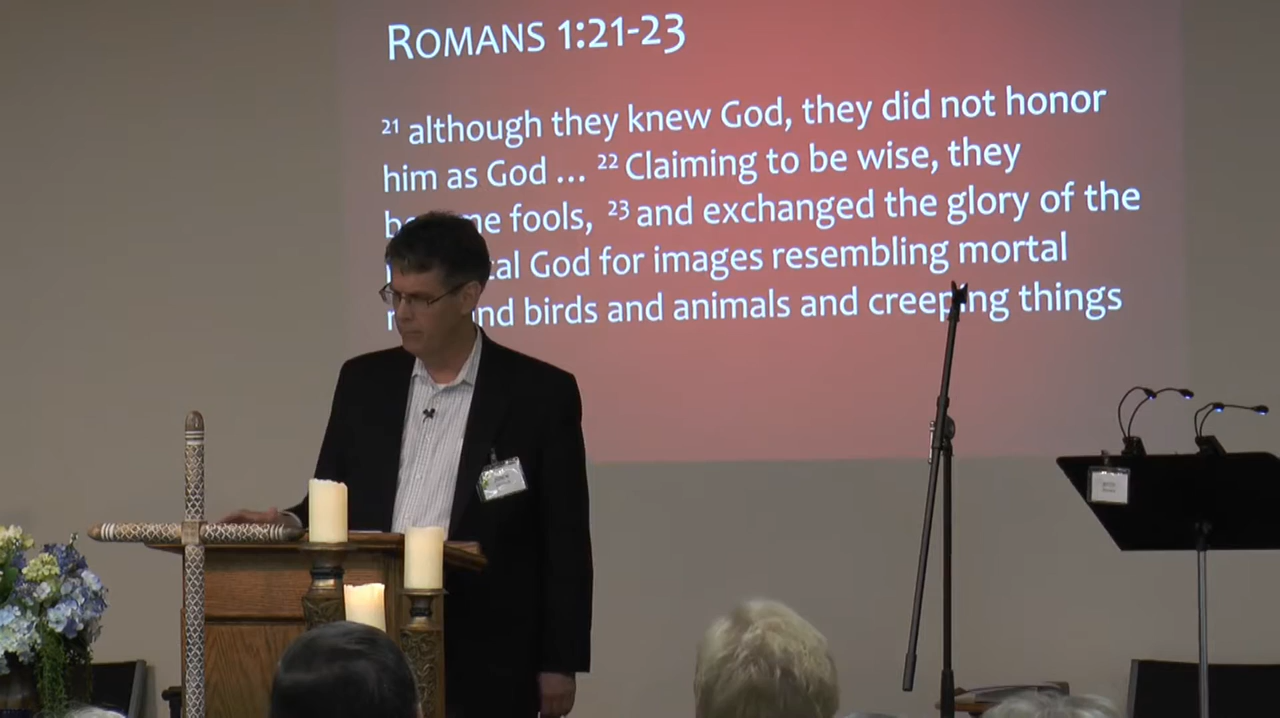 ROMANS 1:21-23
21 although they knew God, they did not honor
him as God ... 22 Claiming to be wise, they
fools, 23 and exchanged the glory of the
God for images resembling mortal
birds and animals and creeping things